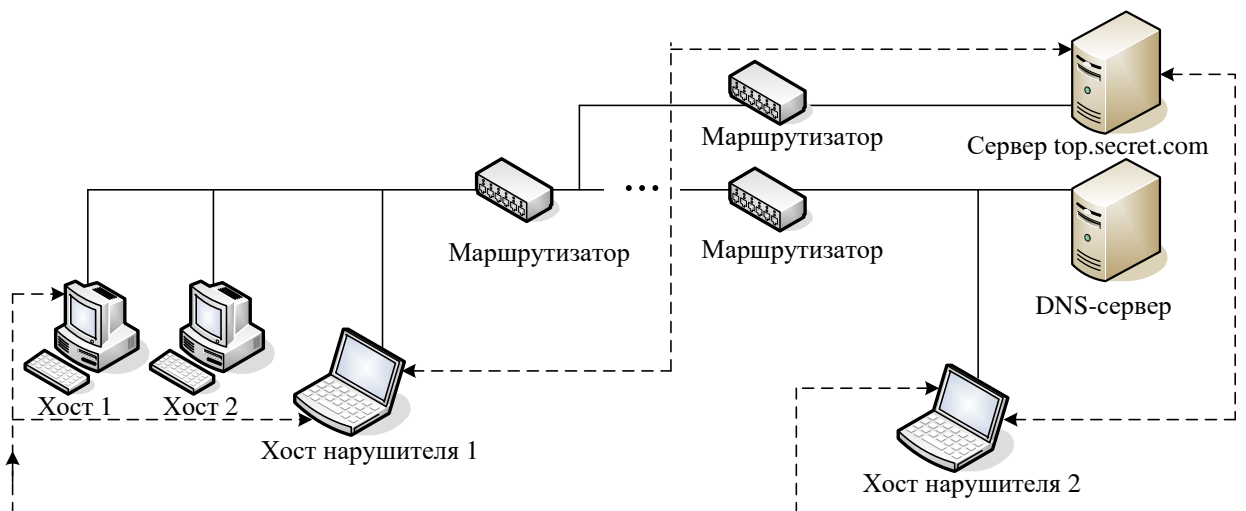 Маршрутизатор
Сервер top.secret.com
Маршрутизатор
Маршрутизатор
DNS-сервер
Хост 1
Хост 2
Хост нарушителя 1
Хост нарушителя 2